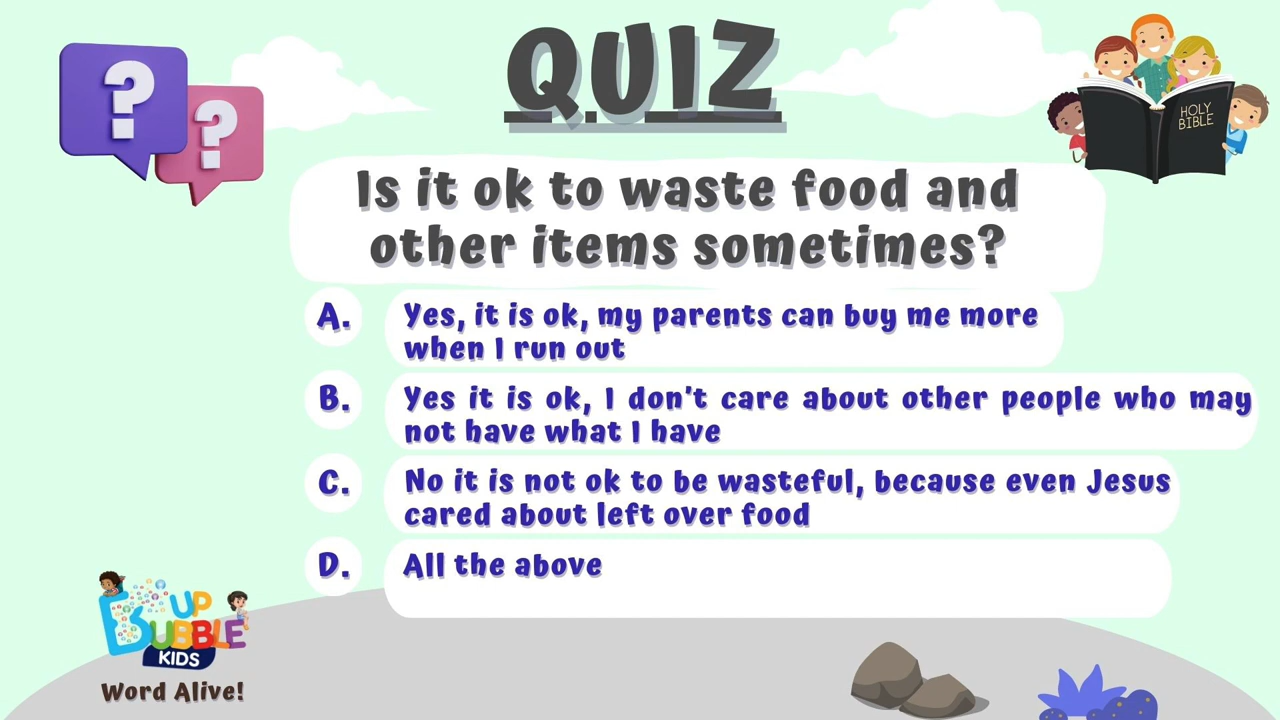 QUIZ
? ?
HOLY
BIBLE
Is it ok to waste food and
other items sometimes?
A. Yes, it is ok, my parents can buy me more
when I run out
B. Yes it is ok, I don't care about other people who may
not have what I have
C. No it is not ok to be wasteful, because even Jesus
cared about left over food
D. All the above
UP
BUBBLE
KIDS
Word Alive!